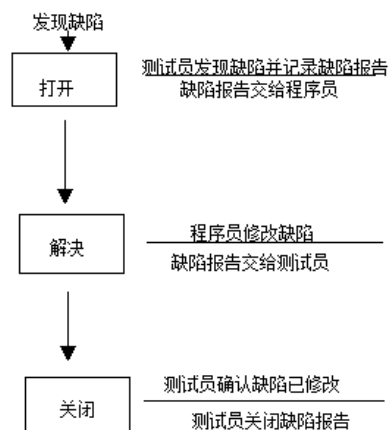 发现缺陷
打开
测试员发现缺陷并记录缺陷报告
缺陷报告交给程序员
解决
程序员修改缺陷
缺陷报告交给测试员
关闭
测试员确认缺陷已修改
测试员关闭缺陷报告